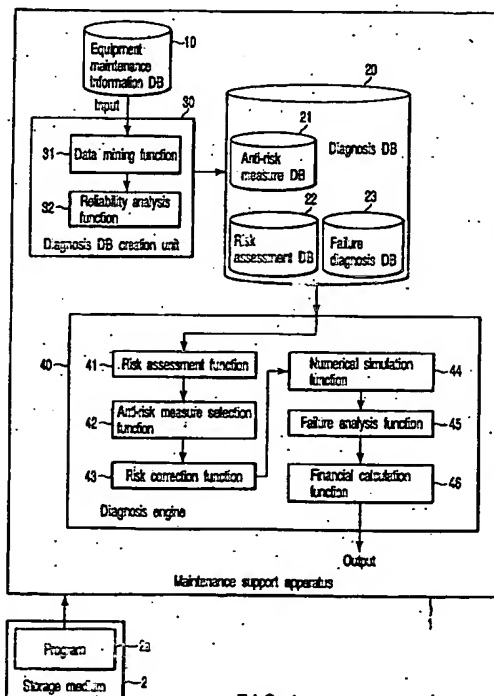 10
Equipment
maintenance
information DB
Input
30
31
Data mining function
32
Reliability analysis
function
Diagnosis DB creation unit
20
21
Anti-risk
measure DB
Diagnosis DB
22
Risk
assessment DB
23
Failure
diagnosis DB
40
41
Risk assessment function
42
Anti-risk measure selection
function
43
Risk correction function
Numerical simulation
function
44
Failure analysis function
45
Financial calculation
function
46
Diagnosis engine
Output
Maintenance support apparatus
1
Program
2a
Storage medium
2